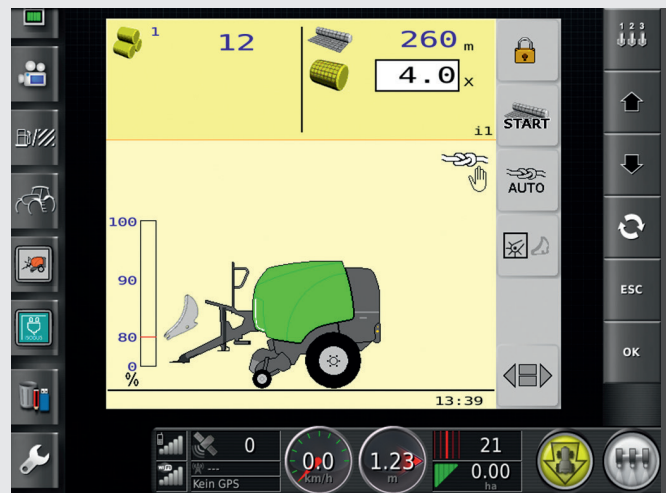 1 12
260 m
4.0 x
i1
START
AUTO
100
90
80
0
%
13:39
1 2 3
ESC
OK
ISOBUS
0
---
Kein GPS
0.0
km/h
1.23
m
21
0.00
ha